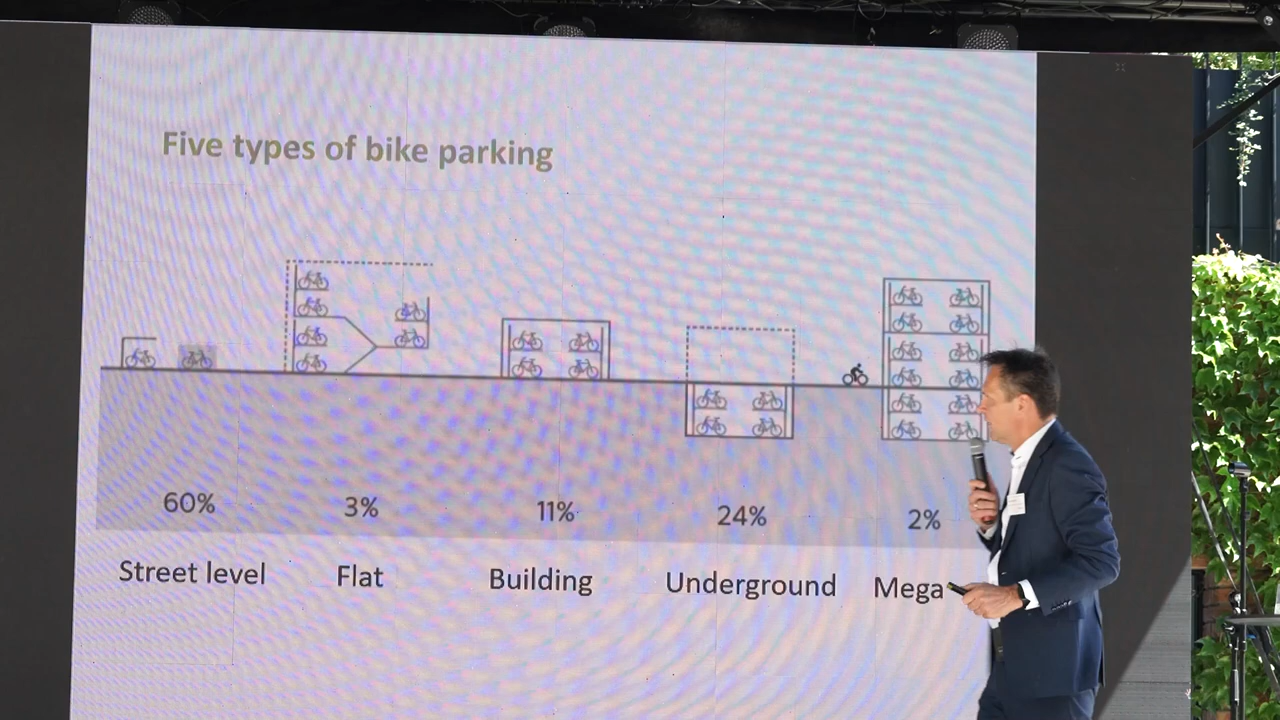 Five types of bike parking
60% 3% 11% 24% 2%
Street level Flat Building Underground Mega